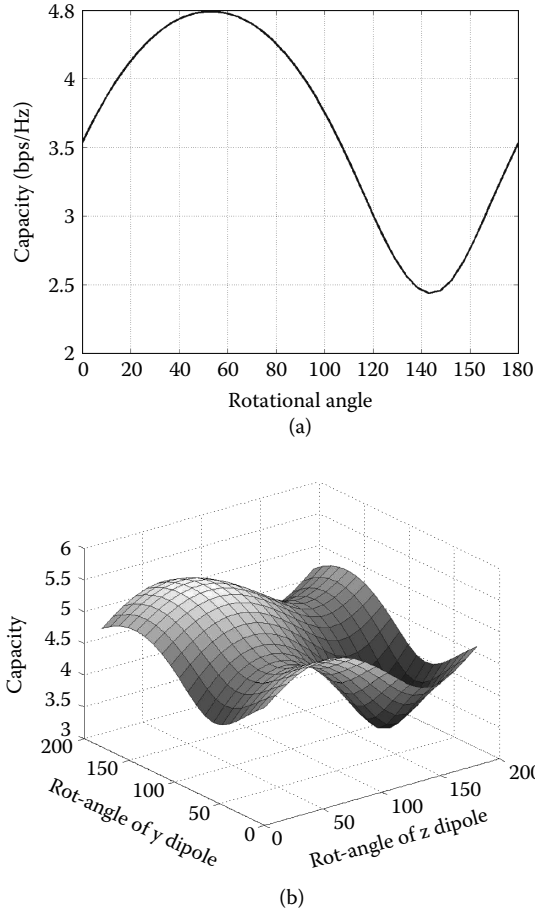 4.8
4
3.5
3
2.5
2
Capacity (bps/Hz)
0 20 40 60 80 100 120 140 150 160 180
Rotational angle
(a)
6
5.5
5
4.5
4
3.5
3
Capacity
200
150
100
50
0
Rot-angle of y dipole
0
50
100
150
200
Rot-angle of z dipole
(b)